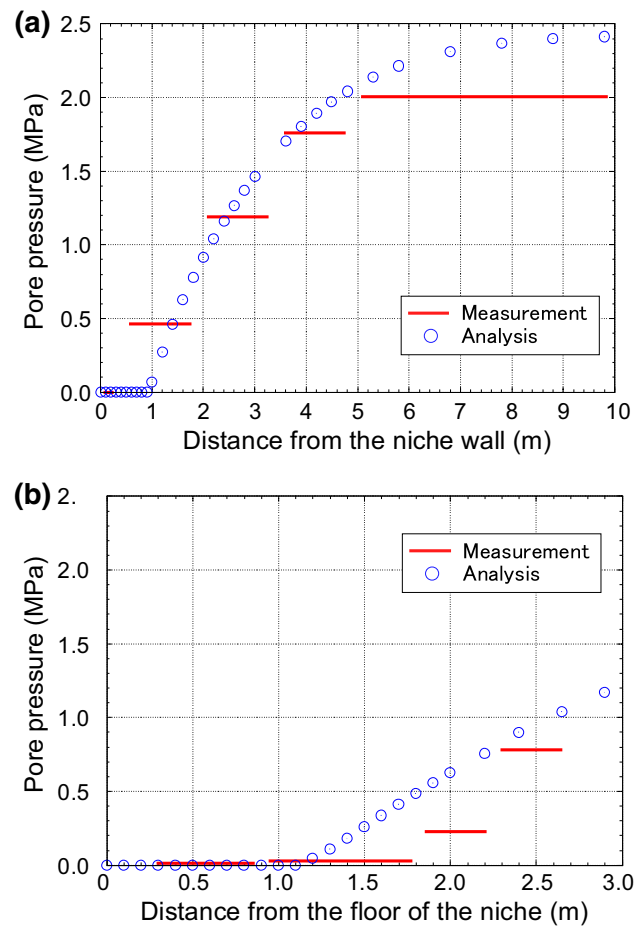 (a)
2.5
2.0
1.5
1.0
0.5
0.0
Pore pressure (MPa)
Measurement
Analysis
0 1 2 3 4 5 6 7 8 9 10
Distance from the niche wall (m)
(b)
2.
2.0
1.5
1.0
0.5
0.0
Pore pressure (MPa)
Measurement
Analysis
0 0.5 1.0 1.5 2.0 2.5 3.0
Distance from the floor of the niche (m)